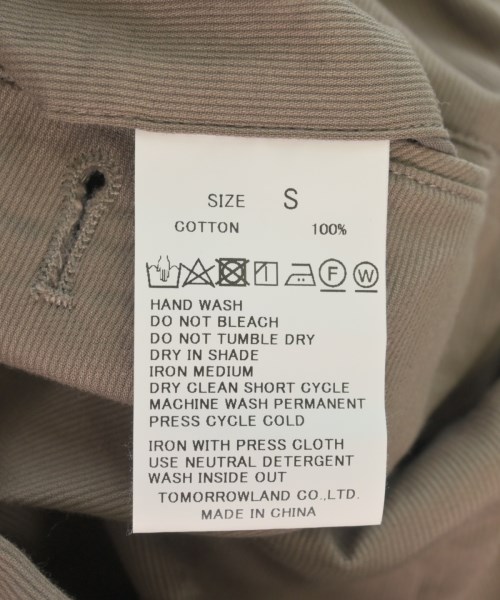 SIZE S
COTTON 100%
F W
HAND WASH
DO NOT BLEACH
DO NOT TUMBLE DRY
DRY IN SHADE
IRON MEDIUM
DRY CLEAN SHORT CYCLE
MACHINE WASH PERMANENT
PRESS CYCLE COLD
IRON WITH PRESS CLOTH
USE NEUTRAL DETERGENT
WASH INSIDE OUT
TOMORROWLAND CO.,LTD.
MADE IN CHINA